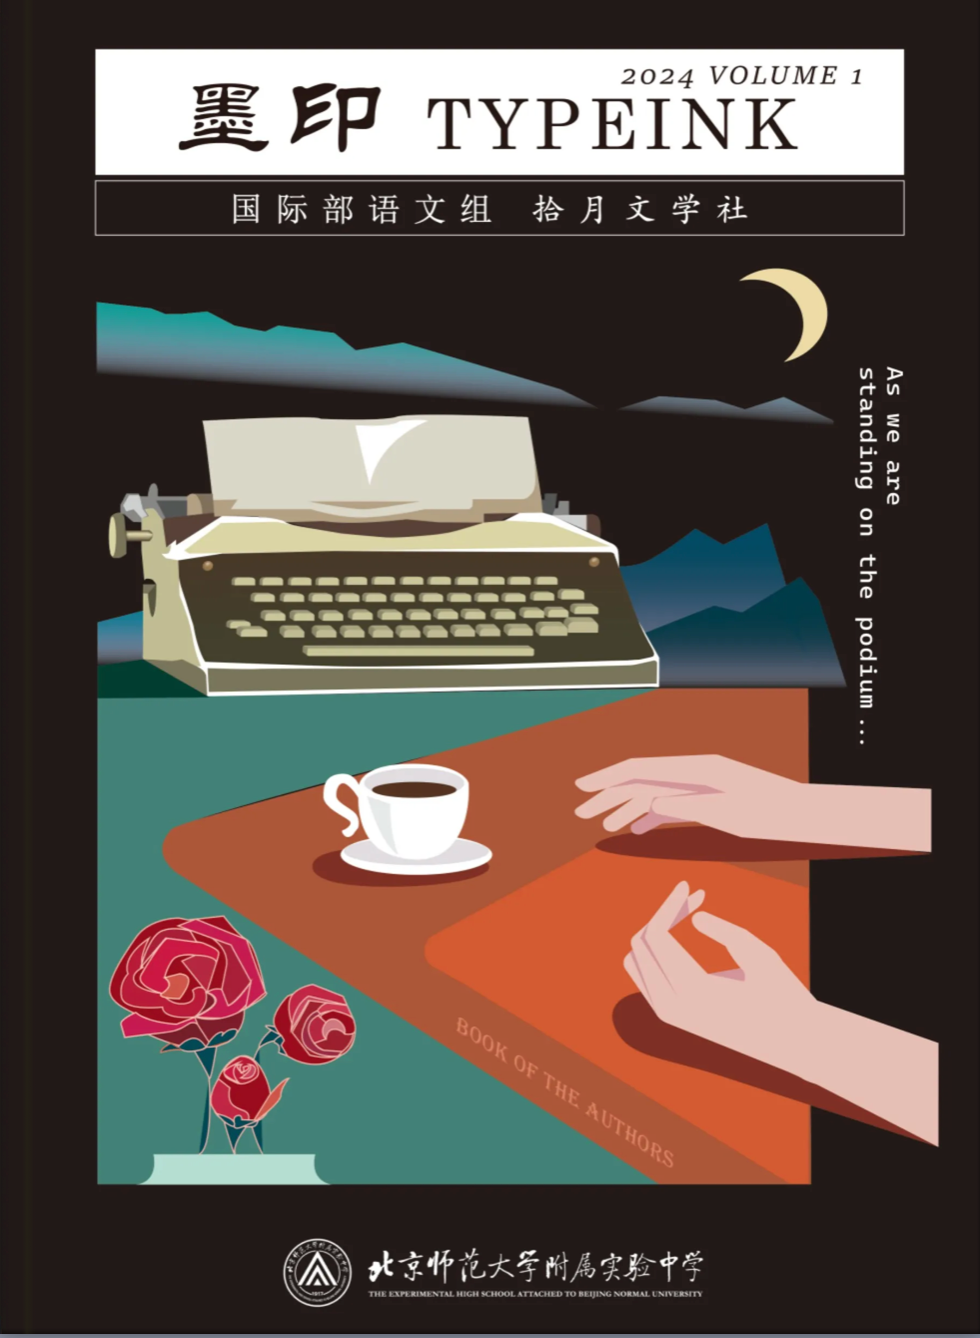 2024 VOLUME 1
墨印 TYPEINK
国际部语文组 拾月文学社
As we are
standing on the podium...
BOOK OF THE AUTHORS
北京师范大学附属实验中学
THE EXPERIMENTAL HIGH SCHOOL ATTACHED TO BEIJING NORMAL UNIVERSITY
1917